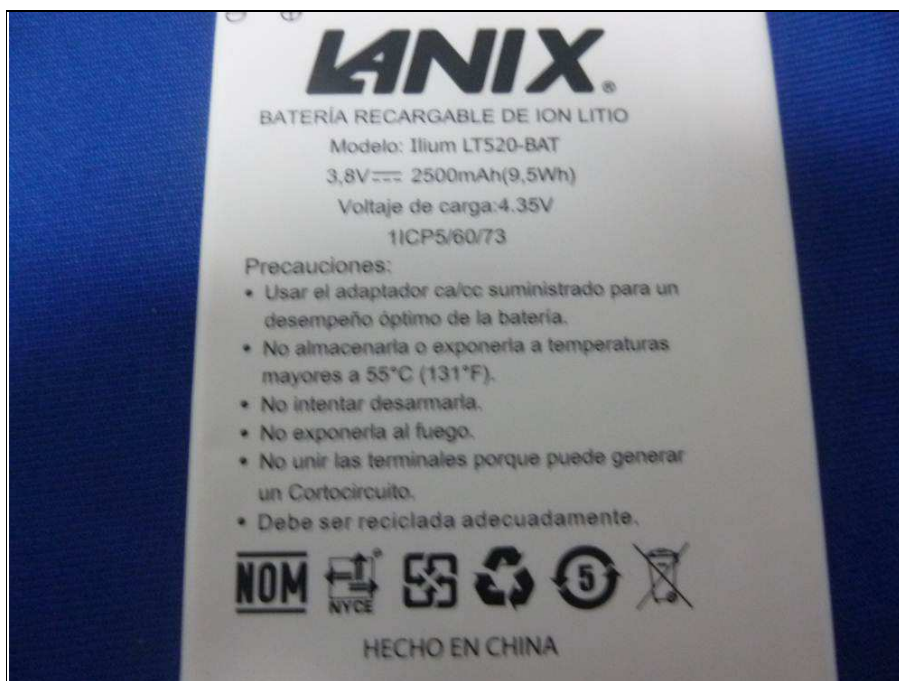 LANIX®
BATERÍA RECARGABLE DE ION LITIO
Modelo: Ilium LT520-BAT
3,8V⎓ 2500mAh(9,5Wh)
Voltaje de carga:4.35V
1ICP5/60/73
Precauciones:
• Usar el adaptador ca/cc suministrado para un
desempeño óptimo de la batería.
• No almacenarla o exponerla a temperaturas
mayores a 55°C (131°F).
• No intentar desarmarla.
• No exponerla al fuego.
• No unir las terminales porque puede generar
un Cortocircuito.
• Debe ser reciclada adecuadamente.
NOM NYCE® 5
HECHO EN CHINA